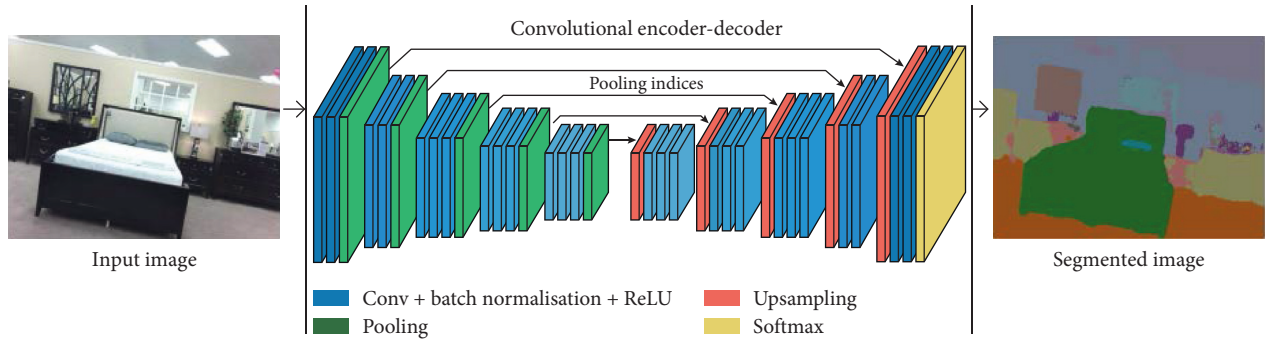 Convolutional encoder-decoder
Pooling indices
Input image
Segmented image
Conv + batch normalisation + ReLU
Pooling
Upsampling
Softmax